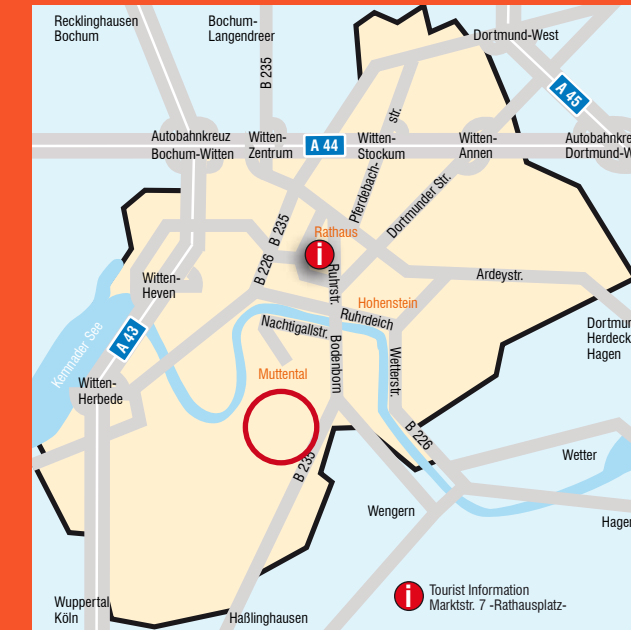 Recklinghausen
Bochum
Bochum-
Langendreer
Dortmund-West
B 235
A 45
str.
Autobahnkreuz
Bochum-Witten
Witten-
Zentrum
A 44
Witten-
Stockum
Witten-
Annen
Autobahnkre
Dortmund-W
Pferdebach-
Dortmunder Str.
B 235
Rathaus
i
B 226
Ruhrstr.
Ardeystr.
Witten-
Heven
Hohenstein
Ruhrdeich
Nachtigallstr.
Kemnader See
A 43
Dortmun
Herdeck
Hagen
Bodenborn
Wetterstr.
Muttental
Witten-
Herbede
B 226
B 235
Wetter
Wengern
Hagen
i
Tourist Information
Marktstr. 7 -Rathausplatz-
Wuppertal
Köln
Haßlinghausen